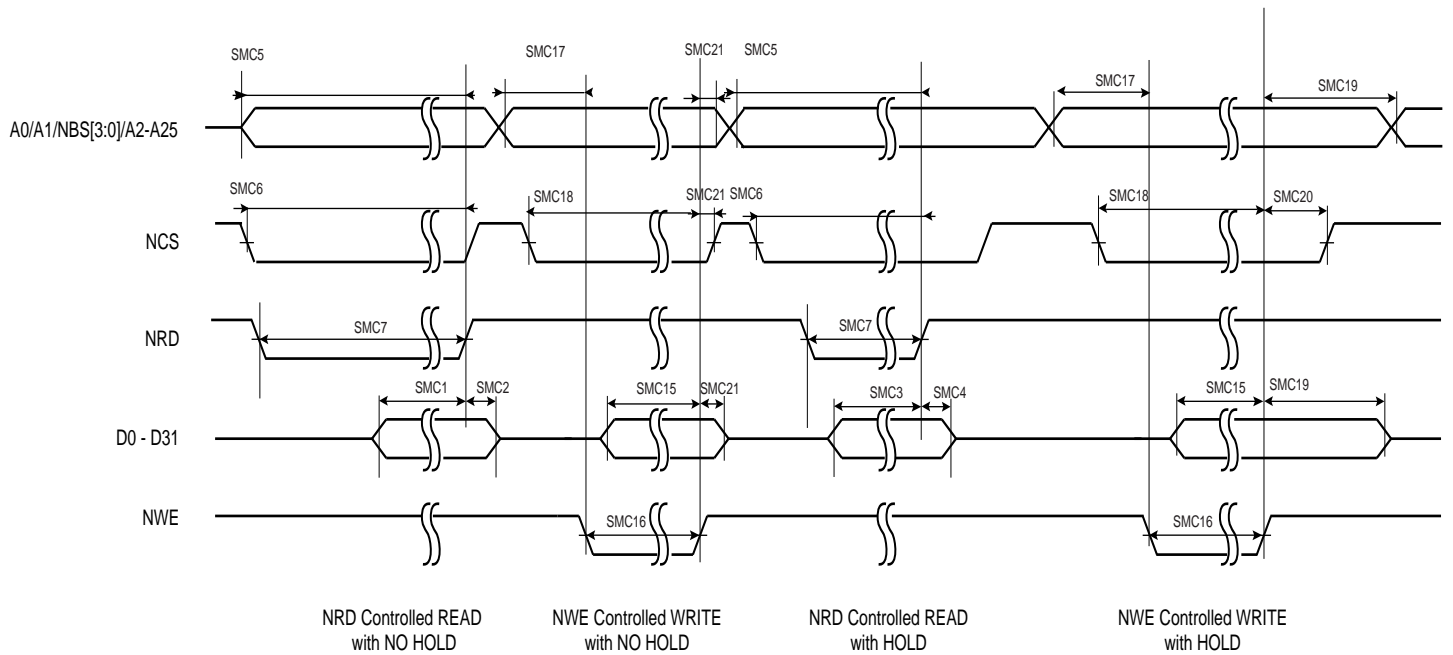 SMC5 SMC17 SMC21 SMC5 SMC17 SMC19
A0/A1/NBS[3:0]/A2-A25
SMC6 SMC18 SMC21 SMC6 SMC18 SMC20
NCS
NRD SMC7 SMC7
SMC1 SMC2 SMC15 SMC21 SMC3 SMC4 SMC15 SMC19
D0 - D31
NWE SMC16 SMC16
NRD Controlled READ
with NO HOLD
NWE Controlled WRITE
with NO HOLD
NRD Controlled READ
with HOLD
NWE Controlled WRITE
with HOLD